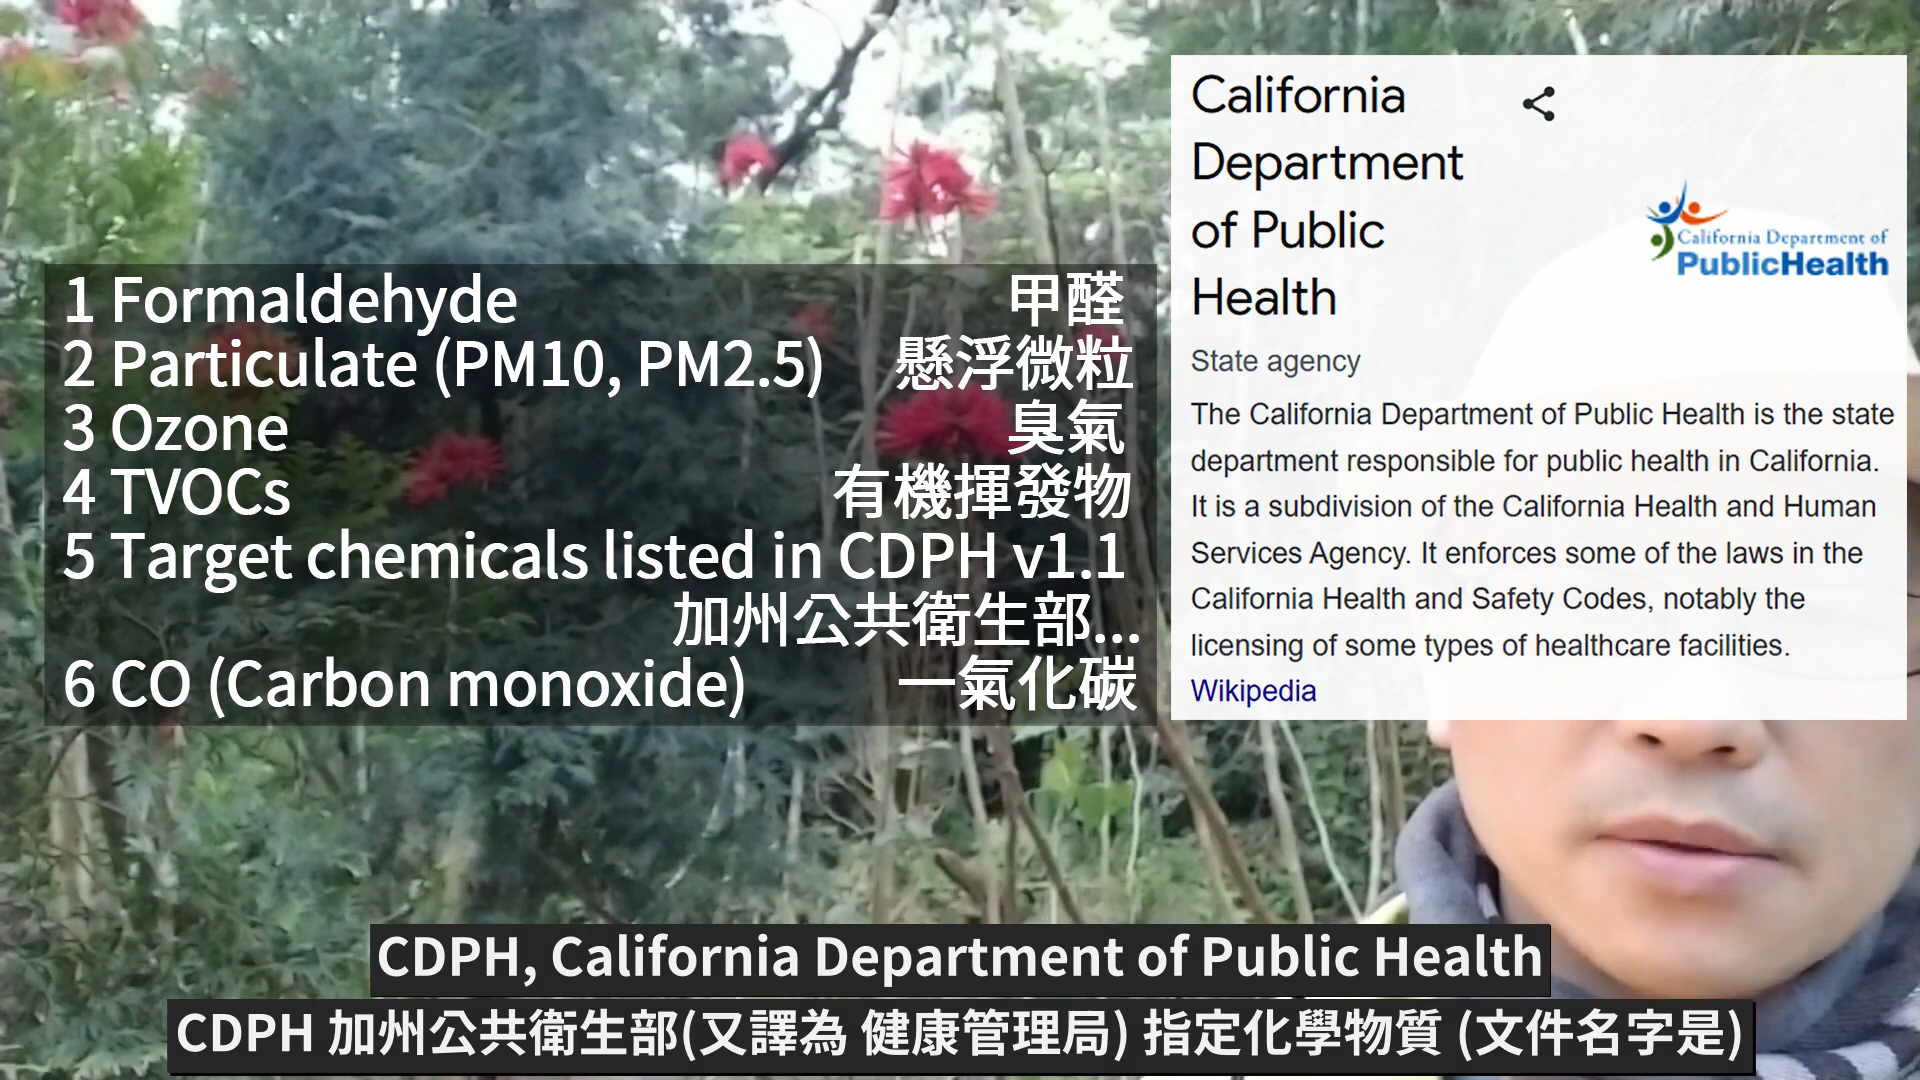 1 Formaldehyde 甲醛
2 Particulate (PM10, PM2.5) 懸浮微粒
3 Ozone 臭氧
4 TVOCs 有機揮發物
5 Target chemicals listed in CDPH v1.1
加州公共衛生部...
6 CO (Carbon monoxide) 一氧化碳
California
Department
of Public
Health
California Department of
PublicHealth
State agency
The California Department of Public Health is the state
department responsible for public health in California.
It is a subdivision of the California Health and Human
Services Agency. It enforces some of the laws in the
California Health and Safety Codes, notably the
licensing of some types of healthcare facilities.
Wikipedia
CDPH, California Department of Public Health
CDPH 加州公共衛生部(又譯為 健康管理局) 指定化學物質 (文件名字是)